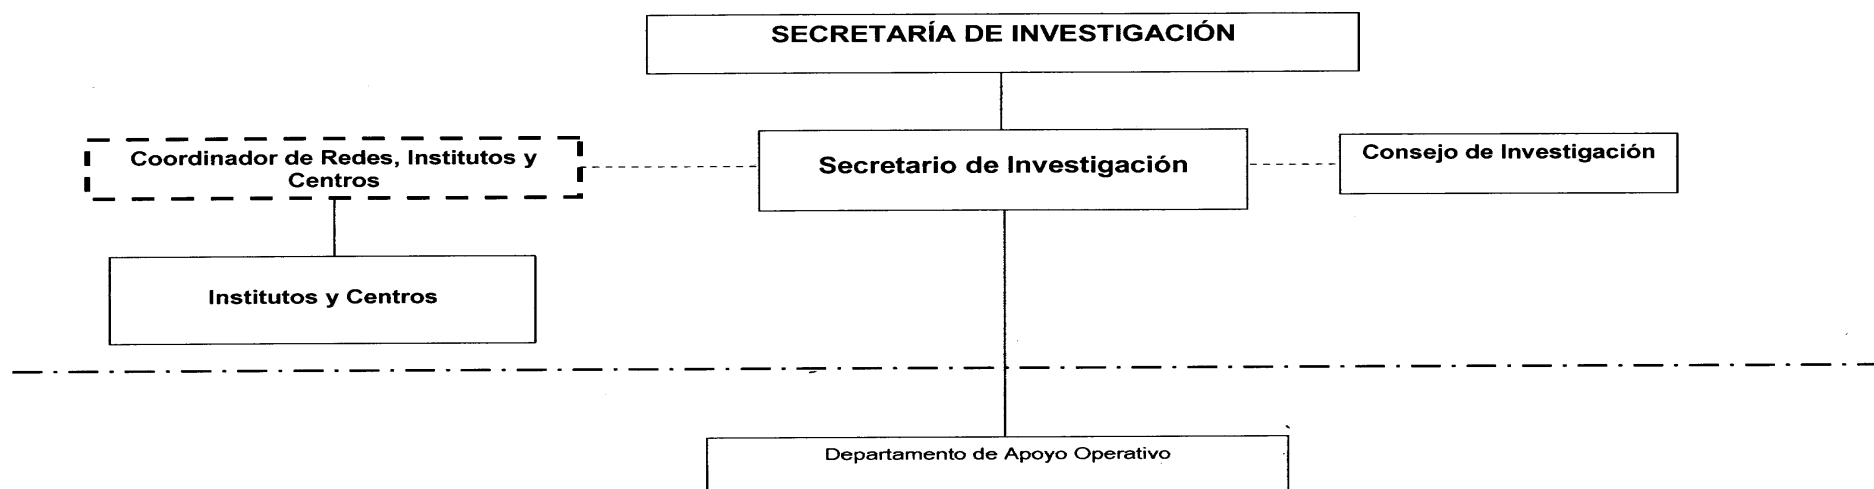 SECRETARÍA DE INVESTIGACIÓN
Coordinador de Redes, Institutos y
Centros
Secretario de Investigación
Consejo de Investigación
Institutos y Centros
Departamento de Apoyo Operativo